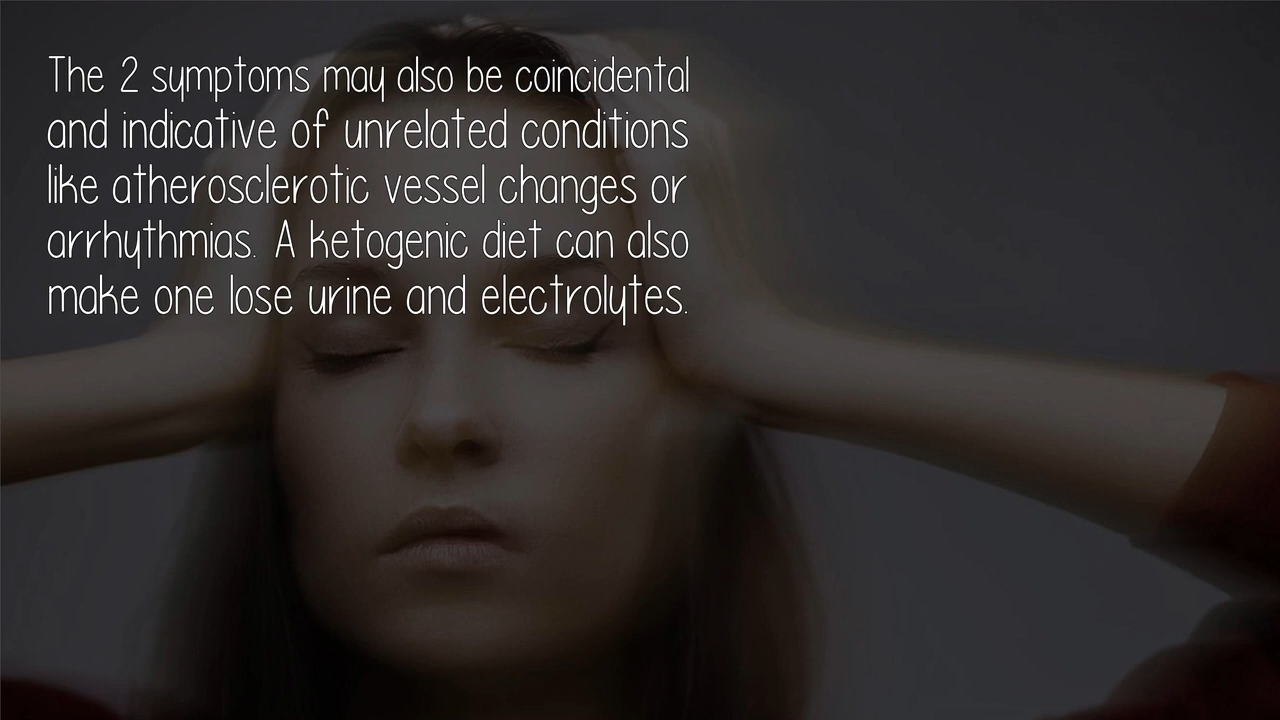 The 2 symptoms may also be coincidental
and indicative of unrelated conditions
like atherosclerotic vessel changes or
arrhythmias. A ketogenic diet can also
make one lose urine and electrolytes.